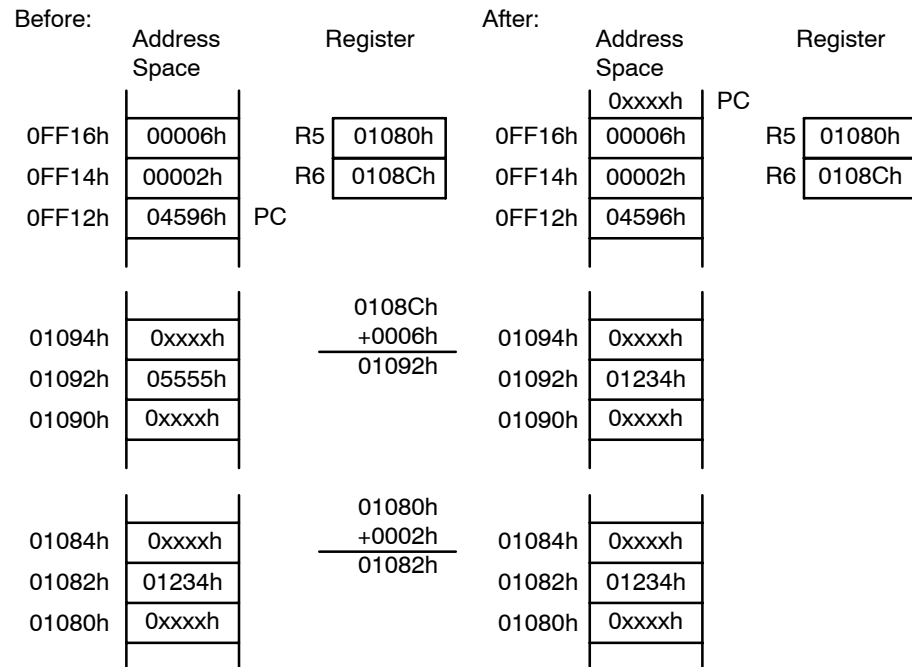 Before:
After:
Address Space
Register
Address Space
Register
0xxxxh PC
0FF16h 00006h R5 01080h
0FF16h 00006h R5 01080h
0FF14h 00002h R6 0108Ch
0FF14h 00002h R6 0108Ch
0FF12h 04596h PC
0FF12h 04596h
0108Ch
01094h 0xxxxh +0006h
01094h 0xxxxh
01092h 05555h 01092h
01092h 01234h
01090h 0xxxxh
01090h 0xxxxh
01080h
01084h 0xxxxh +0002h
01084h 0xxxxh
01082h 01234h 01082h
01082h 01234h
01080h 0xxxxh
01080h 0xxxxh